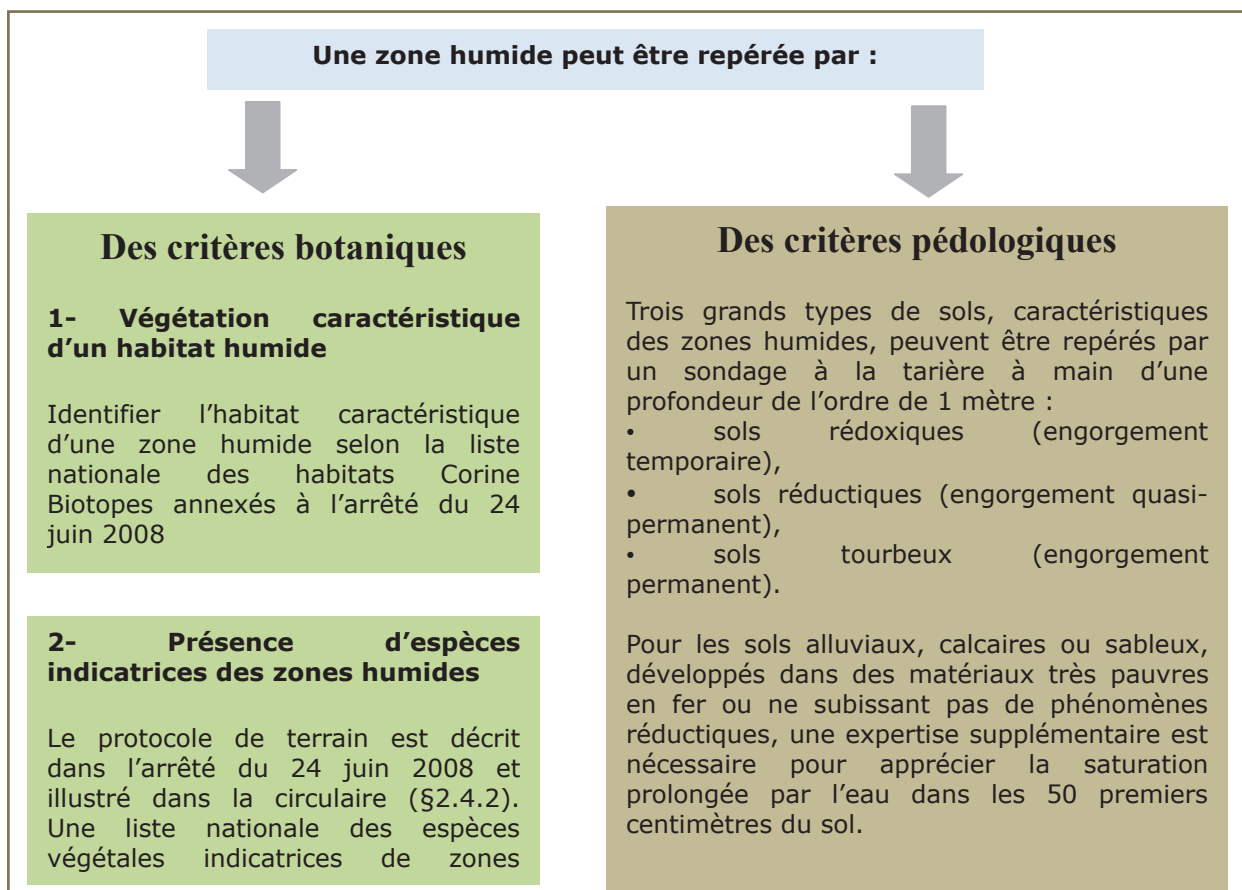 Une zone humide peut être repérée par :
Des critères botaniques
1- Végétation caractéristique
d’un habitat humide
Identifier l’habitat caractéristique
d’une zone humide selon la liste
nationale des habitats Corine
Biotopes annexés à l’arrêté du 24
juin 2008
2- Présence d’espèces
indicatrices des zones humides
Le protocole de terrain est décrit
dans l’arrêté du 24 juin 2008 et
illustré dans la circulaire (§2.4.2).
Une liste nationale des espèces
végétales indicatrices de zones
Des critères pédologiques
Trois grands types de sols, caractéristiques
des zones humides, peuvent être repérés par
un sondage à la tarière à main d’une
profondeur de l’ordre de 1 mètre :
• sols rédoxiques (engorgement
temporaire),
• sols réductiques (engorgement quasi-
permanent),
• sols tourbeux (engorgement
permanent).
Pour les sols alluviaux, calcaires ou sableux,
développés dans des matériaux très pauvres
en fer ou ne subissant pas de phénomènes
réductiques, une expertise supplémentaire est
nécessaire pour apprécier la saturation
prolongée par l’eau dans les 50 premiers
centimètres du sol.